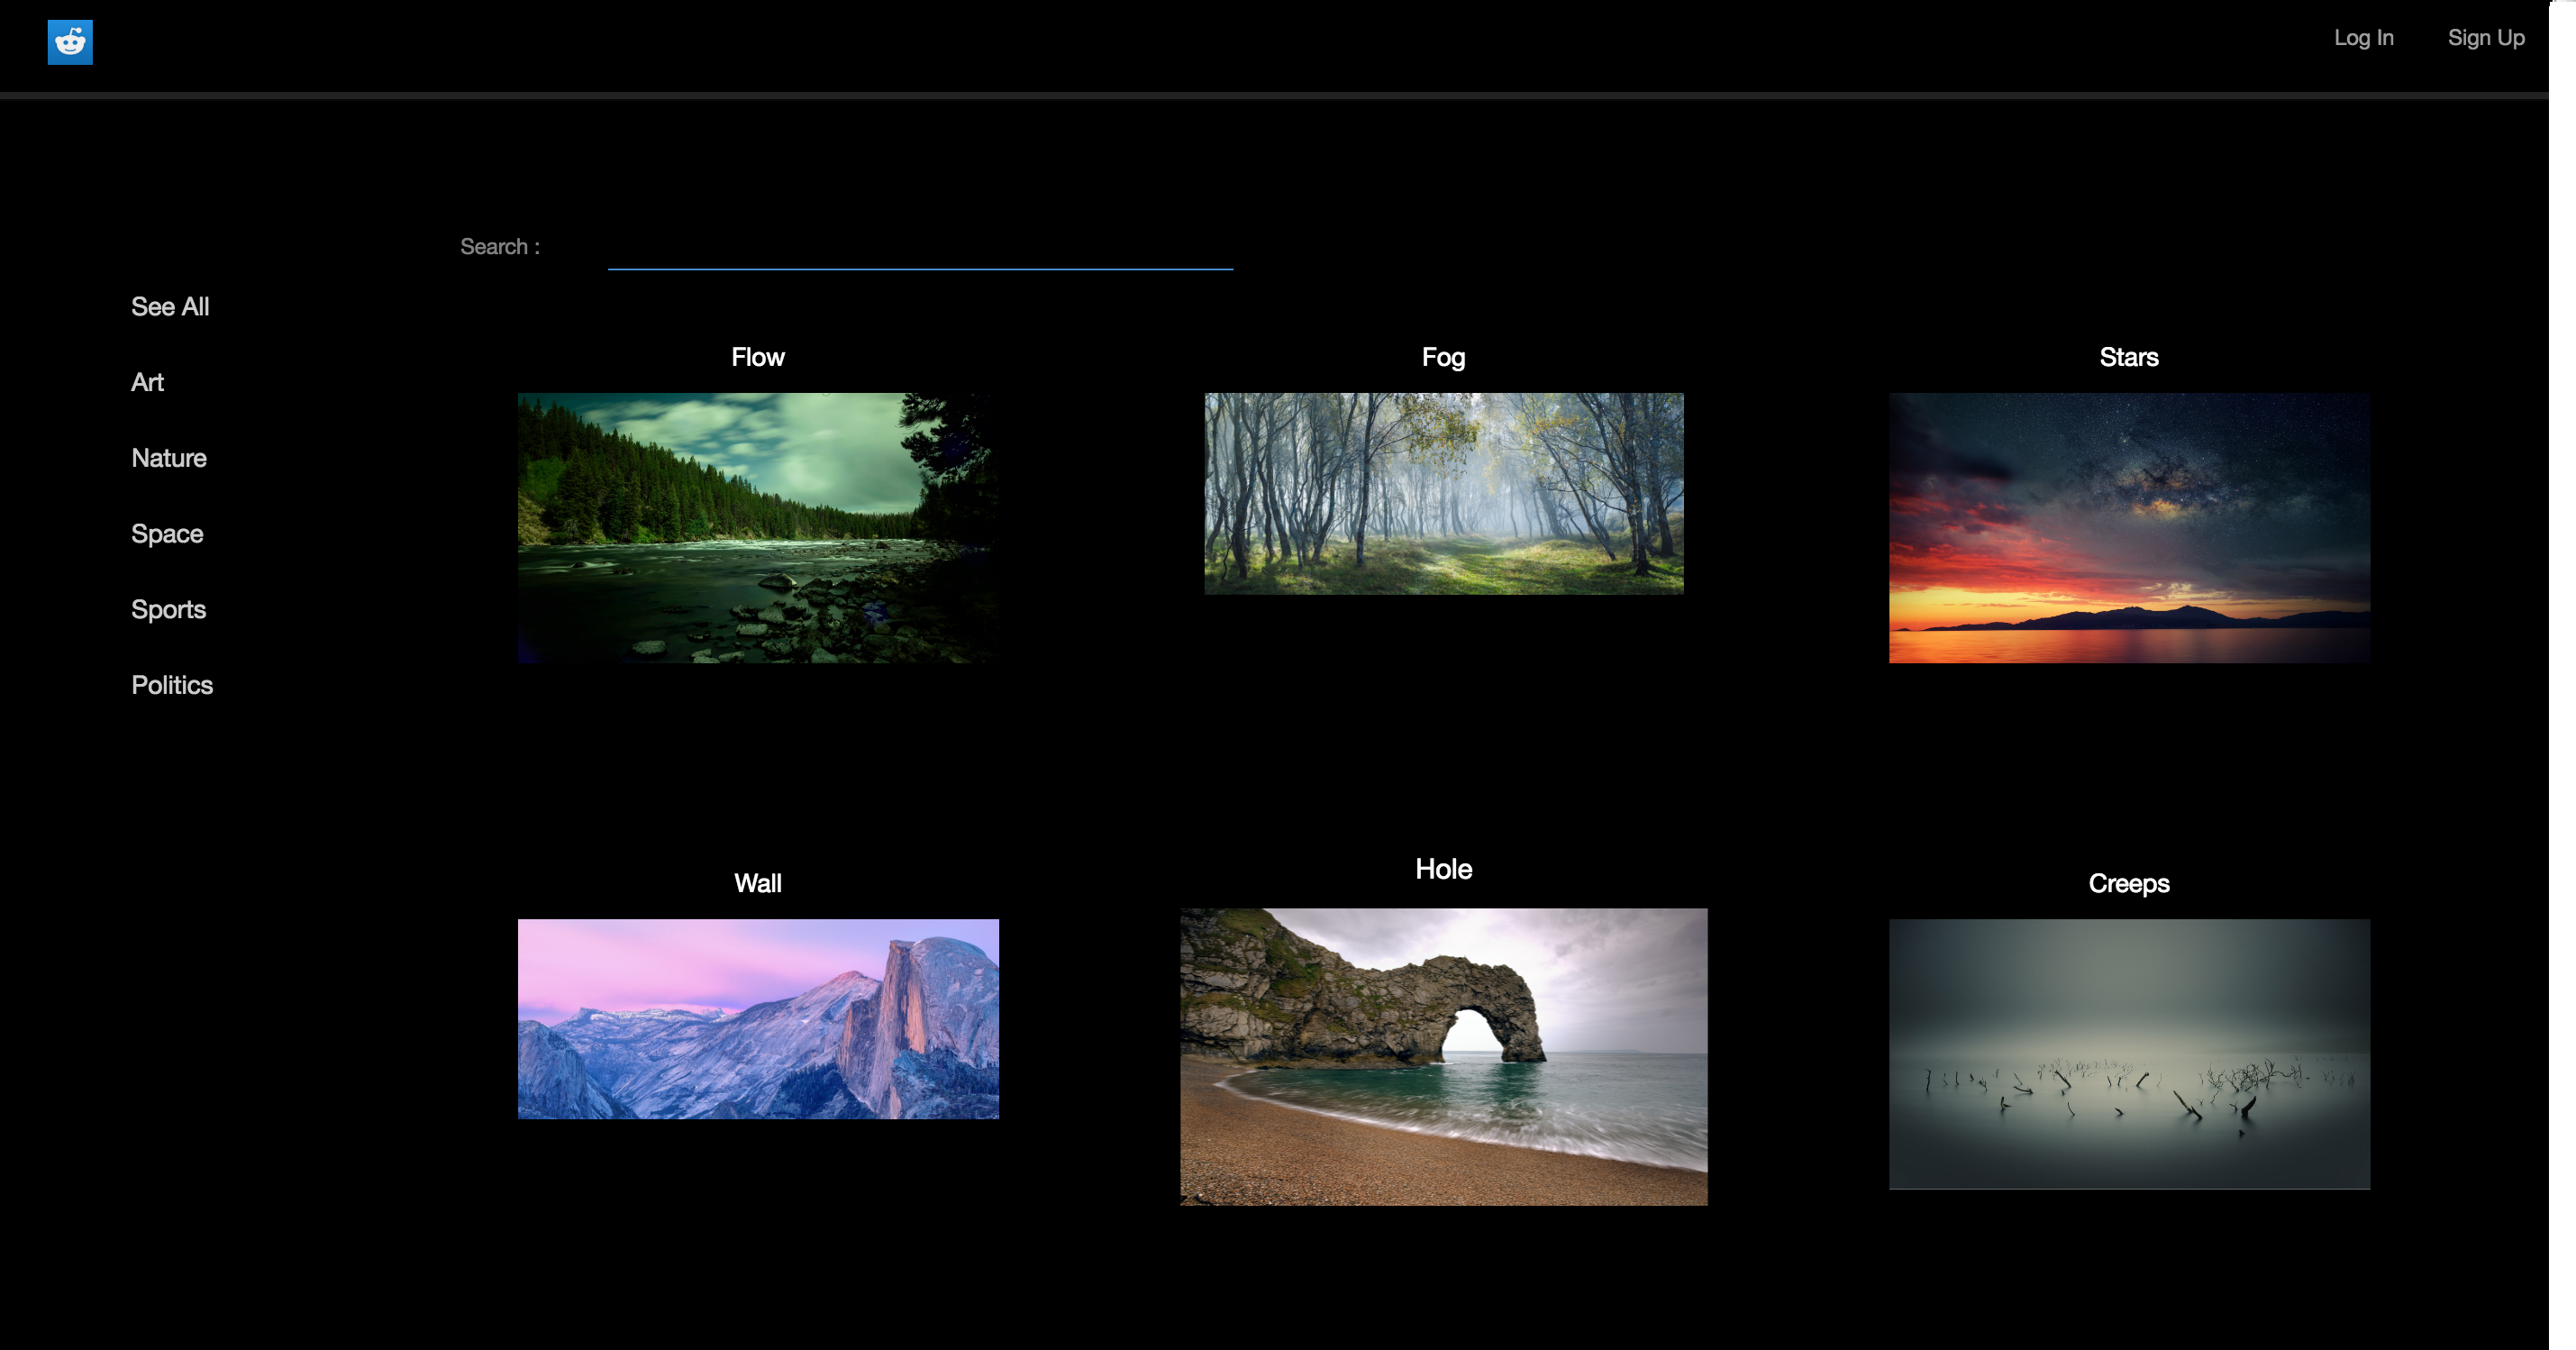 Log In
Sign Up
Search :
See All
Art
Nature
Space
Sports
Politics
Flow
Fog
Stars
Wall
Hole
Creeps